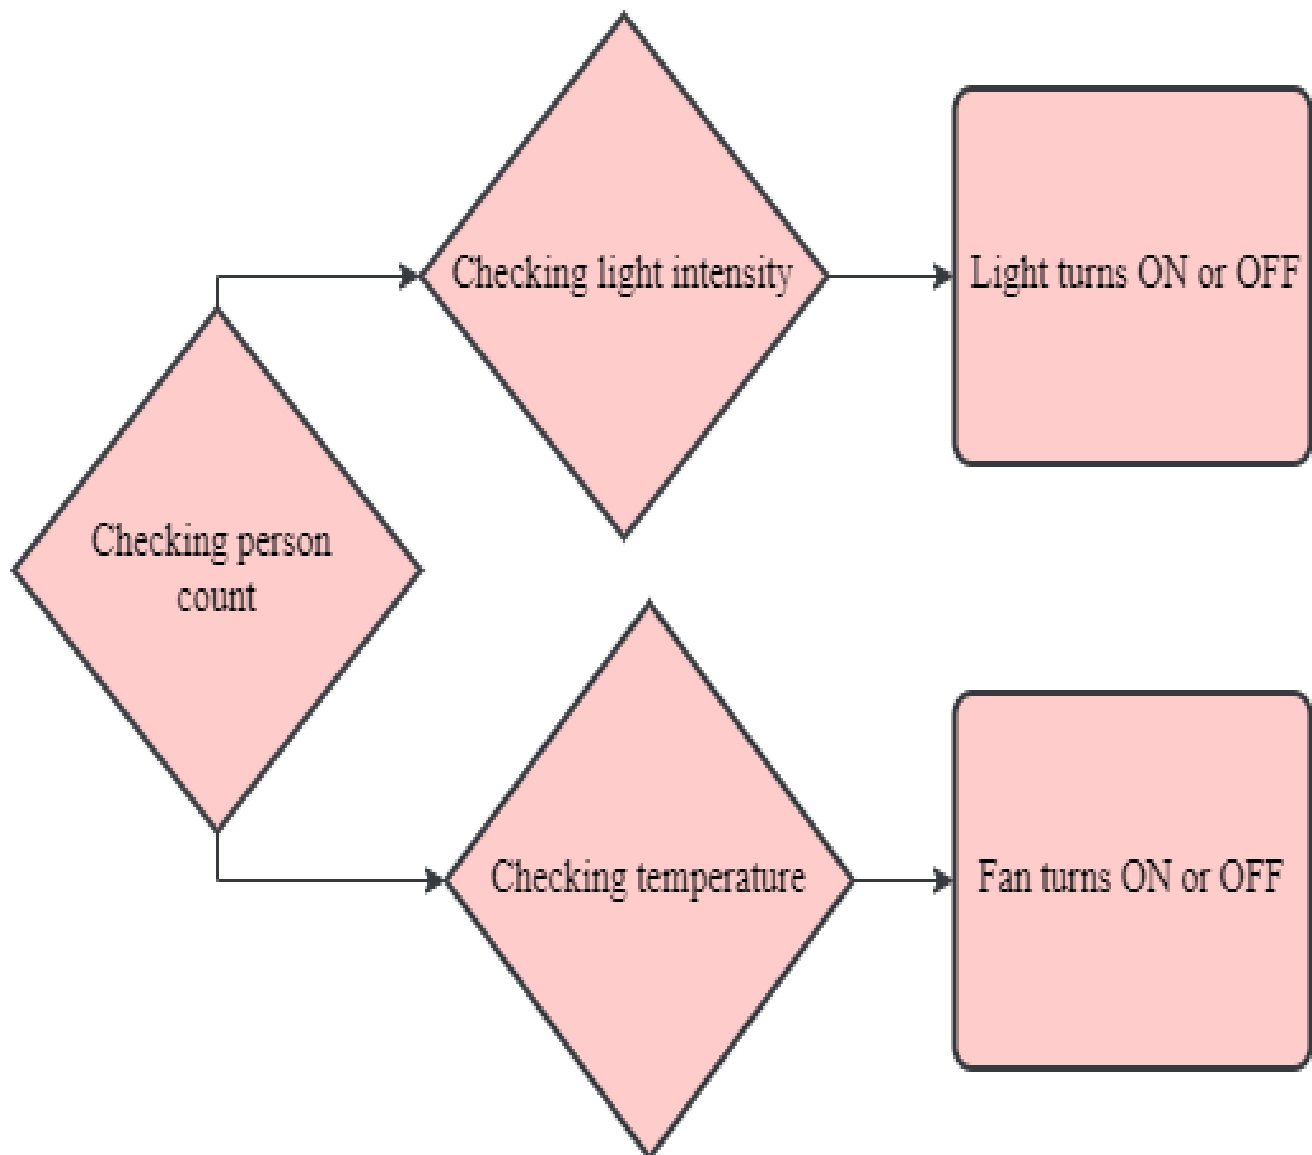 Checking light intensity
Light turns ON or OFF
Checking person
count
Checking temperature
Fan turns ON or OFF